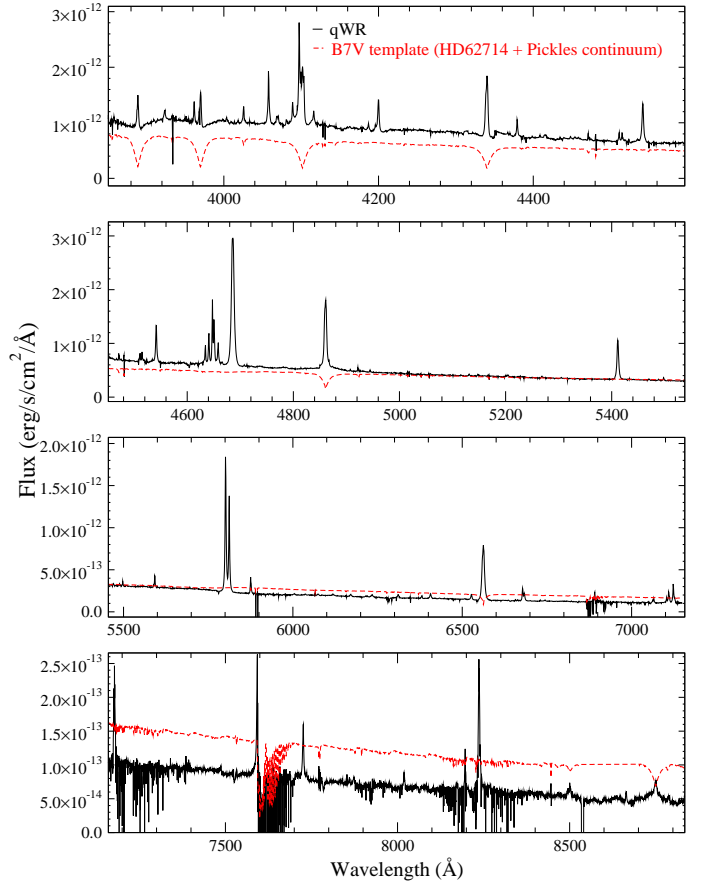 3×10⁻¹²
2×10⁻¹²
1×10⁻¹²
0
qWR
B7V template (HD62714 + Pickles continuum)
4000 4200 4400
3×10⁻¹²
2×10⁻¹²
1×10⁻¹²
0
4600 4800 5000 5200 5400
Flux (erg/s/cm²/Å)
2.0×10⁻¹²
1.5×10⁻¹²
1.0×10⁻¹²
5.0×10⁻¹³
0.0
5500 6000 6500 7000
2.5×10⁻¹³
2.0×10⁻¹³
1.5×10⁻¹³
1.0×10⁻¹³
5.0×10⁻¹⁴
0.0
7500 8000 8500
Wavelength (Å)